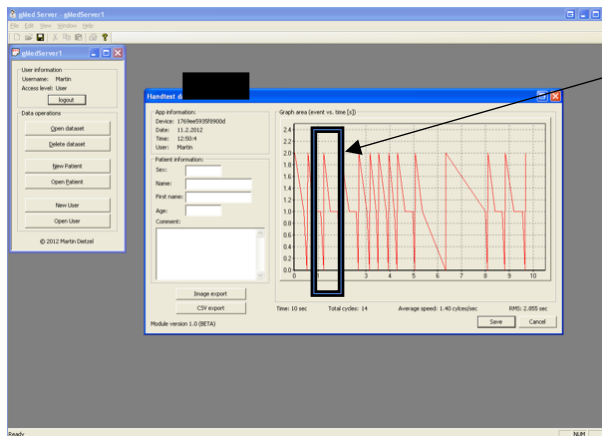 gMed Server - gMedServer1
File Edit View Window Help
gMedServer1
User information
Username: Martin
Access level: User
logout
Data operations
Open dataset
Delete dataset
New Patient
Open Patient
New User
Open User
© 2012 Martin Dietzel
Handtest d
App information:
Device: 1769ee5935f8900d
Date: 11.2.2012
Time: 12:50:4
User: Martin
Patient information:
Sex:
Name:
First name:
Age:
Comment:
Image export
CSV export
Module version 1.0 (BETA)
Graph area (event vs. time [s])
2.4
2.2
2.0
1.8
1.6
1.4
1.2
1.0
0.8
0.6
0.4
0.2
0.0
0 1 3 4 5 6 7 8 9 10
Time: 10 sec Total cycles: 14 Average speed: 1.40 cylces/sec RMS: 2.855 sec
Save Cancel
Ready NUM